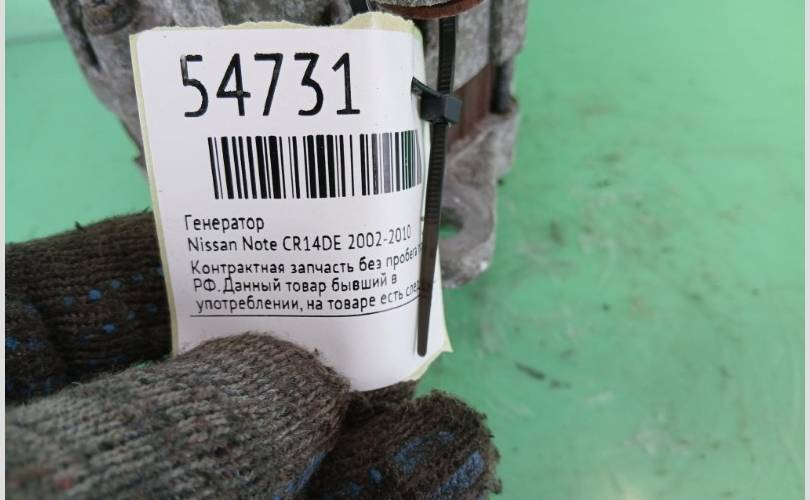 54731
Генератор
Nissan Note CR14DE 2002-2010
Контрактная запчасть без пробега
РФ. Данный товар бывший в
употреблении, на товаре есть